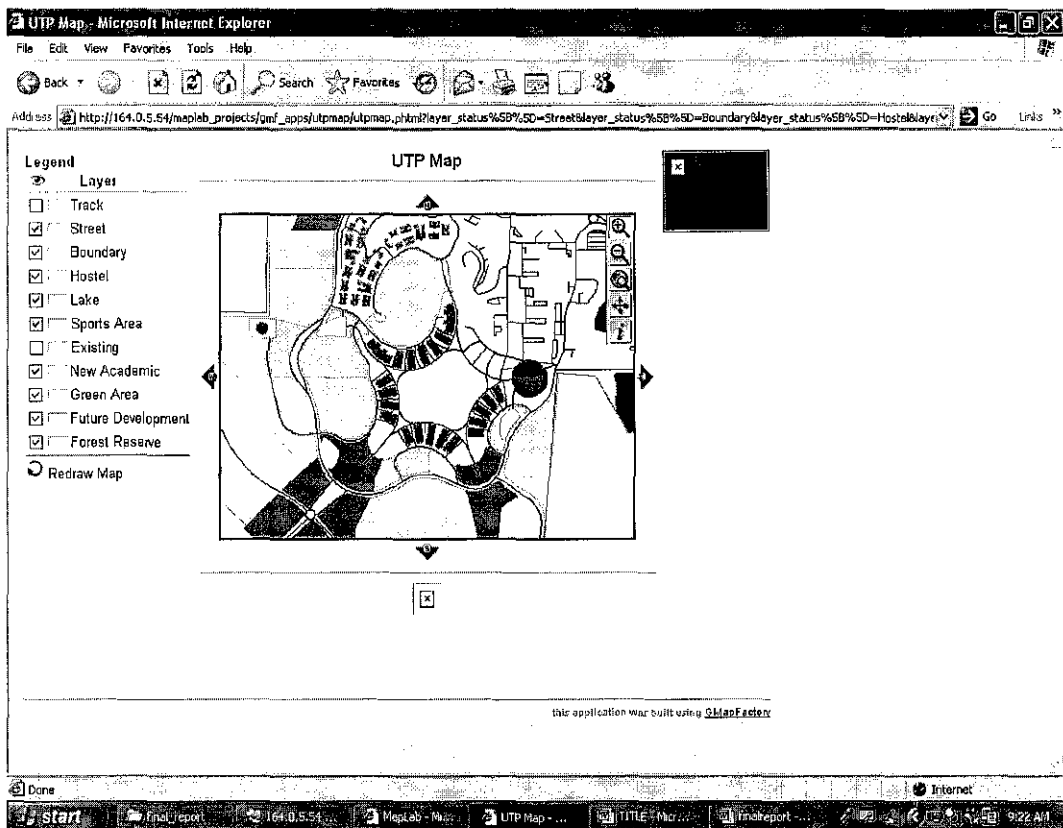 UTP Map - Microsoft Internet Explorer
File Edit View Favorites Tools Help
Back Search Favorites
Address http://164.0.5.54/maplab_projects/gmf_apps/utpmap/utpmap.phtml?layer_status%5B%5D=Street&layer_status%5B%5D=Boundary&layer_status%5B%5D=Hostel&laye Go Links »
Legend
Layer
Track
Street
Boundary
Hostel
Lake
Sports Area
Existing
New Academic
Green Area
Future Development
Forest Reserve
Redraw Map
UTP Map
this application was built using GMapFactory
Done Internet
start final_report 164.0.5.54 ... MapLab - Mi... UTP Map - ... TITLE - Micr... finalreport -... 9:22 AM